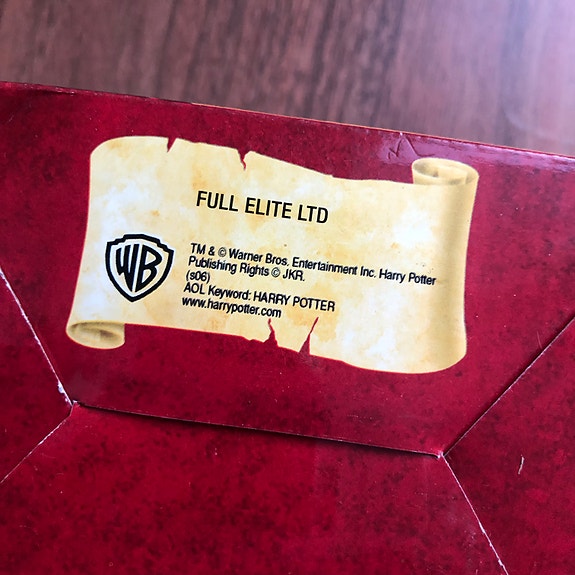 FULL ELITE LTD
WB
TM & © Warner Bros. Entertainment Inc. Harry Potter
Publishing Rights © JKR.
(s06)
AOL Keyword: HARRY POTTER
www.harrypotter.com